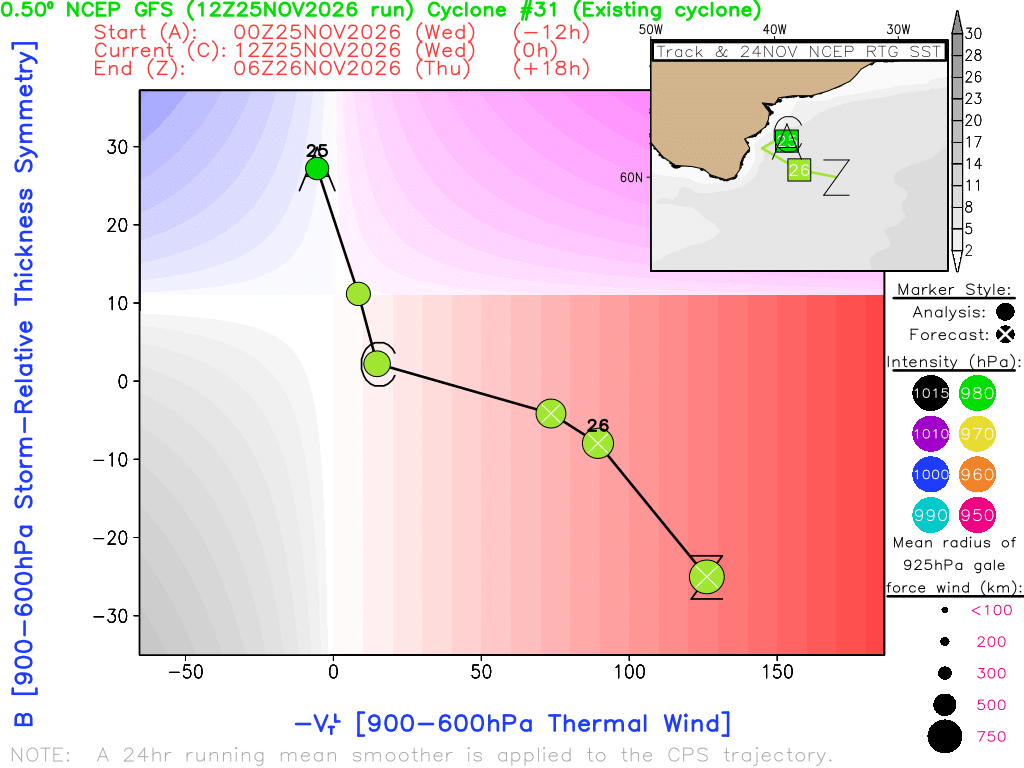 0.50° NCEP GFS (12Z25NOV2026 run) Cyclone #31 (Existing cyclone)
Start (A): 00Z25NOV2026 (Wed) (−12h)
Current (C): 12Z25NOV2026 (Wed) (0h)
End (Z): 06Z26NOV2026 (Thu) (+18h)
50W 40W 30W
Track & 24NOV NCEP RTG SST
60N
C
A
25
26
Z
30
28
26
23
20
17
14
11
8
5
2
B [900−600hPa Storm−Relative Thickness Symmetry]
30
20
10
0
−10
−20
−30
25
A
C
26
Z
−50 0 50 100 150
−VTL [900−600hPa Thermal Wind]
Marker Style:
Analysis:
Forecast:
Intensity (hPa):
1015 980
1010 970
1000 960
990 950
Mean radius of
925hPa gale
force wind (km):
<100
200
300
500
750
NOTE: A 24hr running mean smoother is applied to the CPS trajectory.